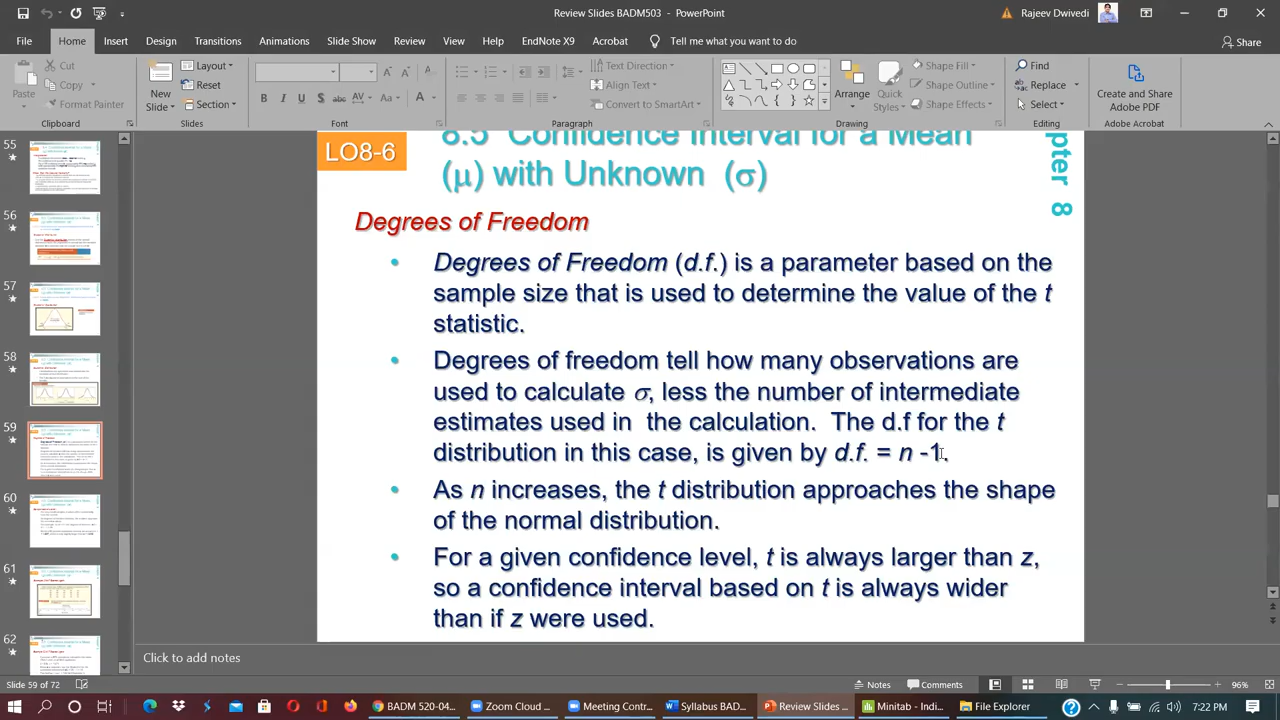 Review Slides BADM503 - PowerPoint
Rajeev Dwivedi
File Home Insert Design Transitions Animations Slide Show Review View Help EndNote X9 Acrobat Tell me what you want to do
Share
Cut
Copy
Format Painter
Paste
Clipboard
New Slide
Layout
Reset
Section
Slides
Font
Text Direction
Align Text
Convert to SmartArt
Paragraph
Arrange
Quick Styles
Shape Fill
Shape Outline
Shape Effects
Drawing
Find
Replace
Select
Editing
Create and Share Adobe PDF
Adobe Acrobat
55
56
57
58
59
60
61
62
O8-6
8.5 Confidence Interval for a Mean
(μ) with Unknown (σ)
pter 8
Degrees of Freedom
Degrees of Freedom (d.f.) is a parameter based on the
sample size that is used to determine the value of the t
statistic.
Degrees of freedom tell how many observations are
used to calculate σ, less the number of intermediate
estimates used in the calculation. The d.f for the t
distribution in this case, is given by d.f. = n -1.
As n increases, the t distribution approaches the shape
of the normal distribution.
For a given confidence level, t is always larger than z,
so a confidence interval based on t is always wider
than if z were used.
Click to add notes
Slide 59 of 72
Notes
Comments
96%
BADM 520-04...
Zoom Cloud ...
Meeting Contr...
Syllabus BAD...
Review Slides ...
Minitab - Indi...
File Explorer
7:22 PM